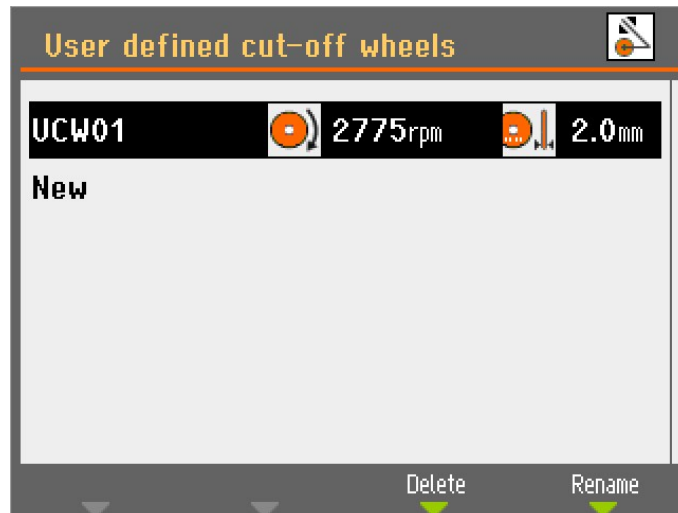 User defined cut-off wheels
UCW01 2775rpm 2.0mm
New
Delete Rename